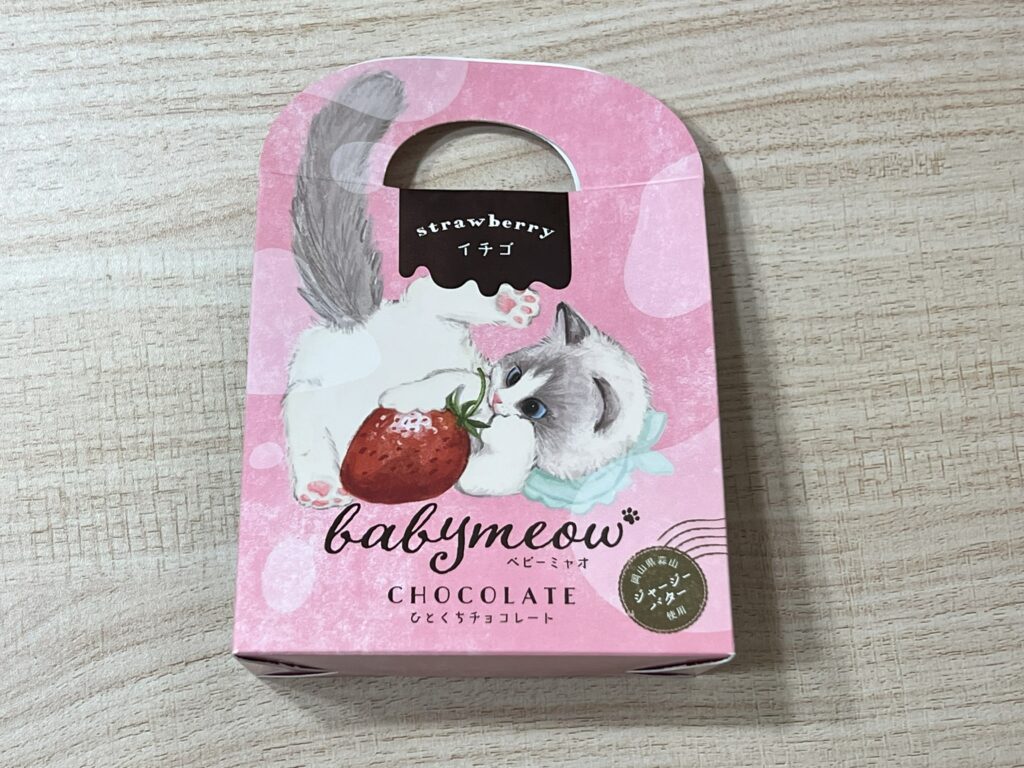 strawberry
イチゴ
babymeow
ベビーミャオ
CHOCOLATE
ひとくちチョコレート
岡山県蒜山
ジャージー
バター
使用